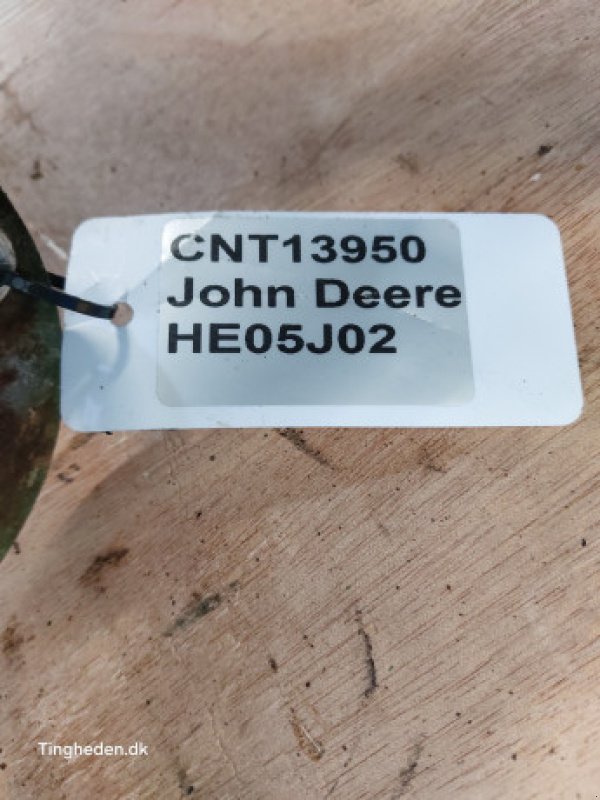 CNT13950
John Deere
HE05J02
Tingheden.dk